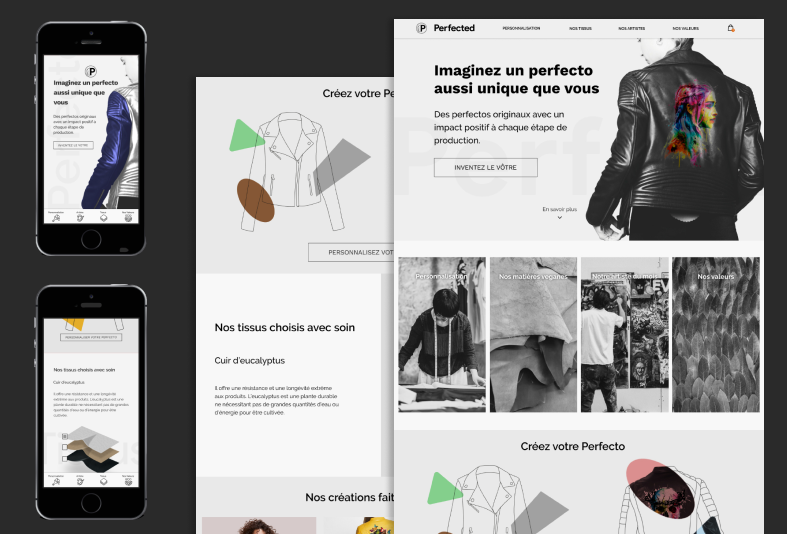 Imaginez un perfecto
aussi unique que
vous
Des perfectos originaux
avec un impact positif à
chaque étape de
production.
INVENTEZ LE VÔTRE
PERSONNALISER VOTRE PERFECTO
Nos tissus choisis avec soin
Cuir d'eucalyptus
Il offre une résistance et une longévité extrême
aux produits. L'eucalyptus est une
plante durable ne nécessitant pas de grandes
quantités d'eau ou d'énergie pour être
cultivée
Créez votre Pe
PERSONNALISEZ VOT
Nos tissus choisis avec soin
Cuir d'eucalyptus
Il offre une résistance et une longévité extrême
aux produits. L'eucalyptus est une plante durable
ne nécessitant pas de grandes quantités d'eau ou
d'énergie pour être cultivée
Nos créations fait
P Perfected
PERSONNALISATION
NOS TISSUS
NOS ARTISTES
NOS VALEURS
Perf
Imaginez un perfecto
aussi unique que vous
Des perfectos originaux avec un
impact positif à chaque étape de
production.
INVENTEZ LE VÔTRE
En savoir plus
Personnalisation
Nos matières véganes
Notre artiste du mois
Nos valeurs
Créez votre Perfecto